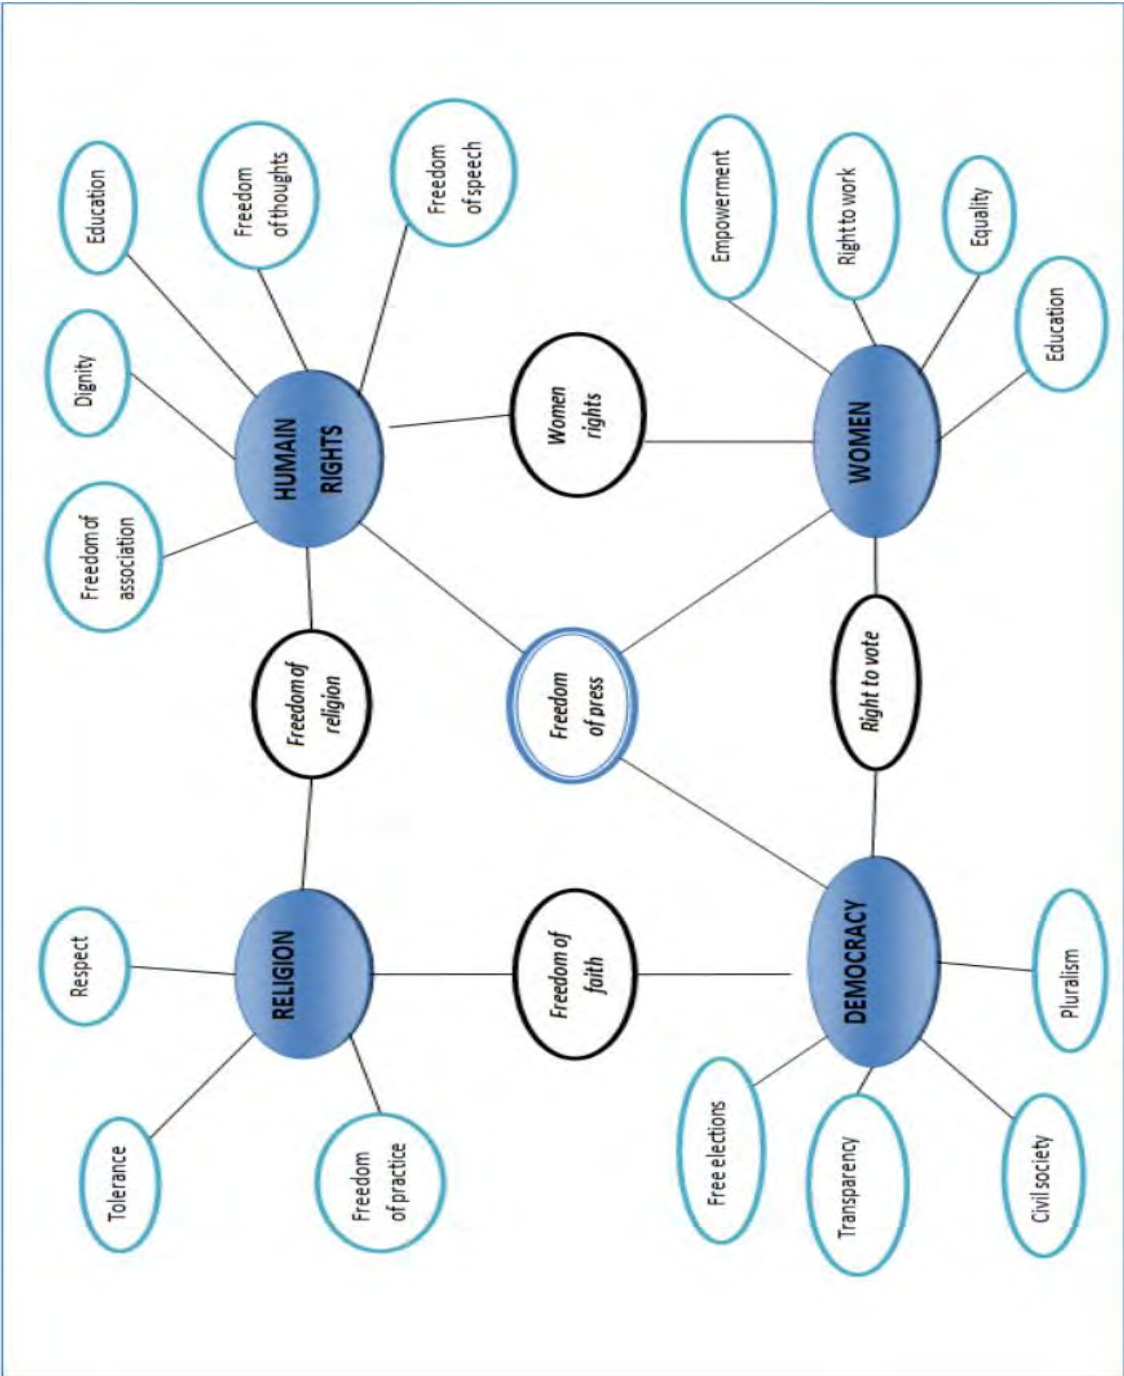 Tolerance
Respect
Freedom of
association
Dignity
Education
Freedom
of thoughts
RELIGION
Freedom of
religion
HUMAIN
RIGHTS
Freedom
of practice
Freedom
of speech
Freedom of
faith
Freedom
of press
Women
rights
Free elections
Empowerment
Transparency
DEMOCRACY
Right to vote
WOMEN
Right to work
Equality
Civil society
Pluralism
Education